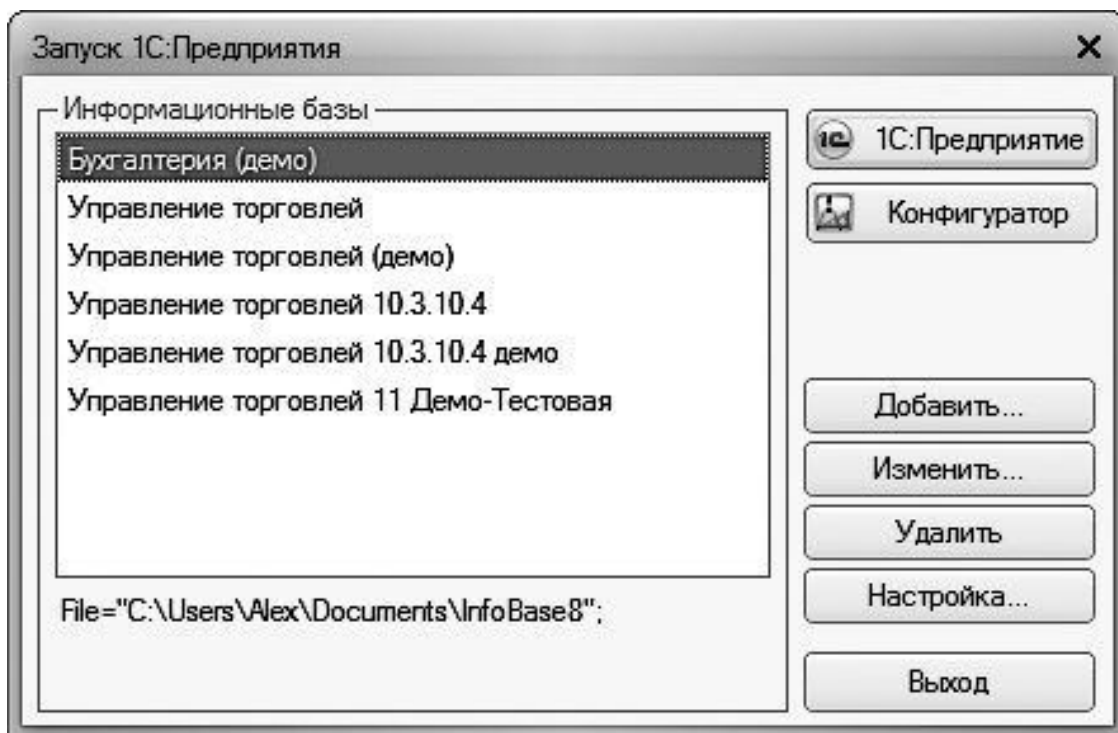 Запуск 1С:Предприятия
Информационные базы
Бухгалтерия (демо)
Управление торговлей
Управление торговлей (демо)
Управление торговлей 10.3.10.4
Управление торговлей 10.3.10.4 демо
Управление торговлей 11 Демо-Тестовая
File="C:\Users\Alex\Documents\InfoBase8";
1С 1С:Предприятие
Конфигуратор
Добавить...
Изменить...
Удалить
Настройка...
Выход